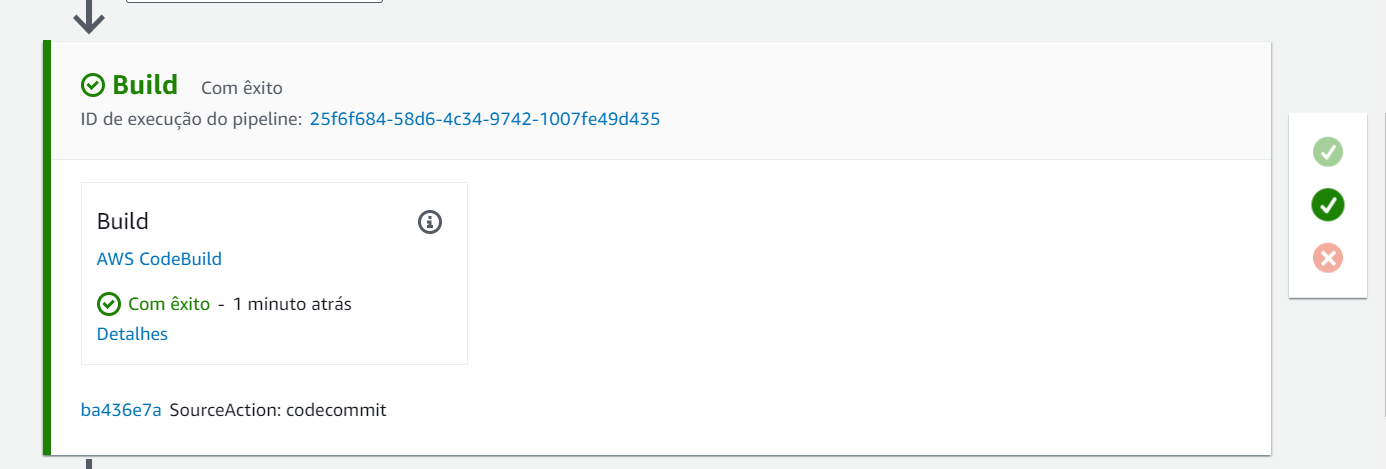 Build Com êxito
ID de execução do pipeline: 25f6f684-58d6-4c34-9742-1007fe49d435
Build
AWS CodeBuild
Com êxito - 1 minuto atrás
Detalhes
ba436e7a SourceAction: codecommit